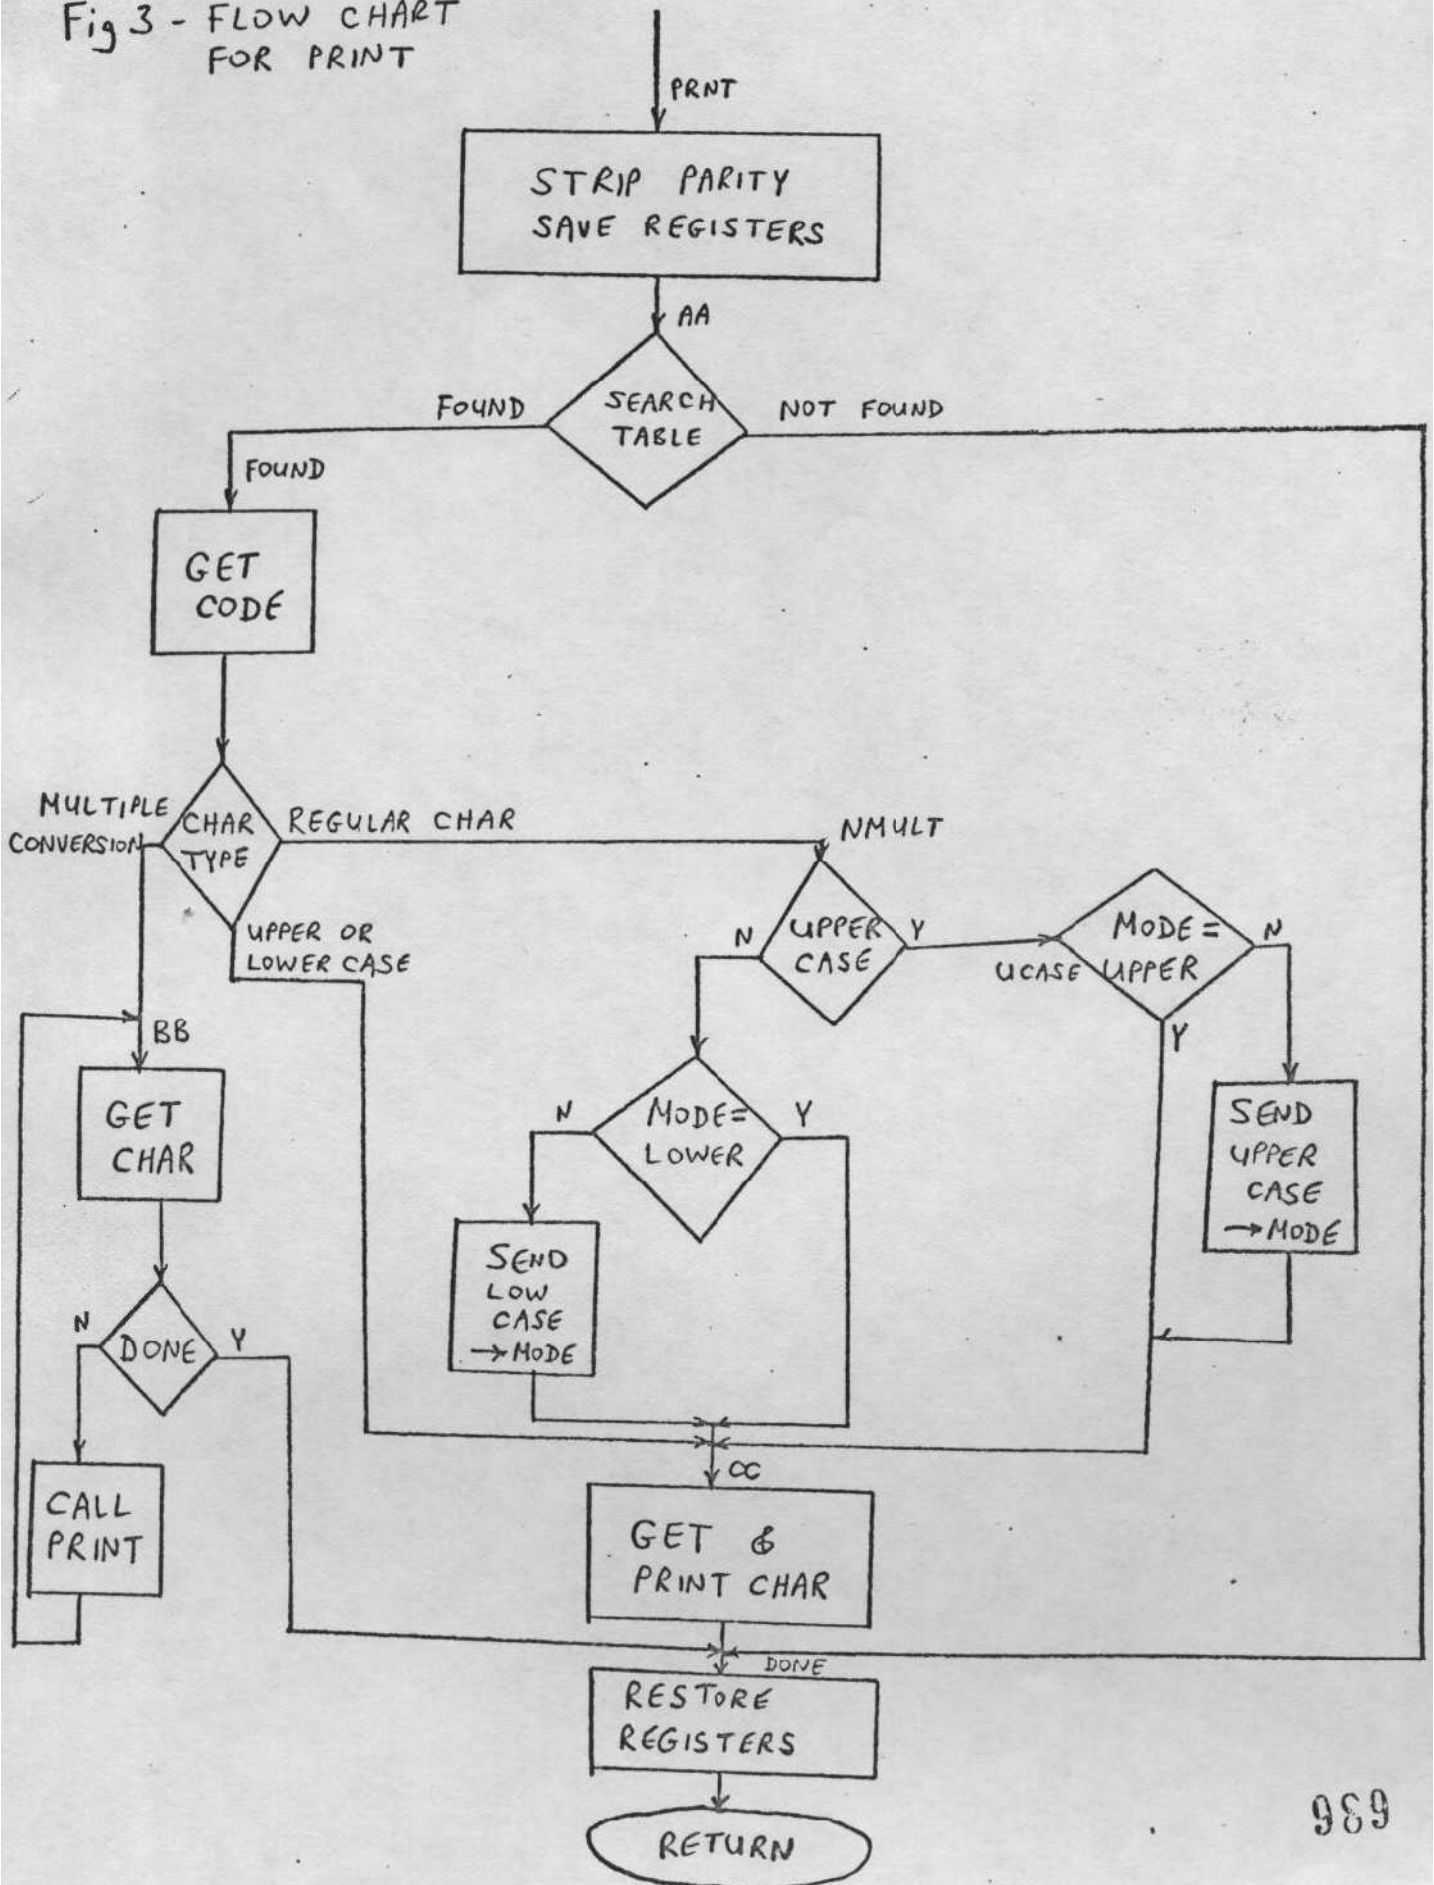 Fig 3 - FLOW CHART
FOR PRINT
PRNT
STRIP PARITY
SAVE REGISTERS
AA
SEARCH
TABLE
FOUND
NOT FOUND
FOUND
GET
CODE
MULTIPLE
CONVERSION
CHAR
TYPE
REGULAR CHAR
NMULT
UPPER OR
LOWER CASE
N
UPPER
CASE
Y
UCASE
MODE=
UPPER
N
Y
BB
GET
CHAR
N
MODE=
LOWER
Y
SEND
UPPER
CASE
→ MODE
SEND
LOW
CASE
→ MODE
N
DONE
Y
CC
CALL
PRINT
GET &
PRINT CHAR
DONE
RESTORE
REGISTERS
RETURN